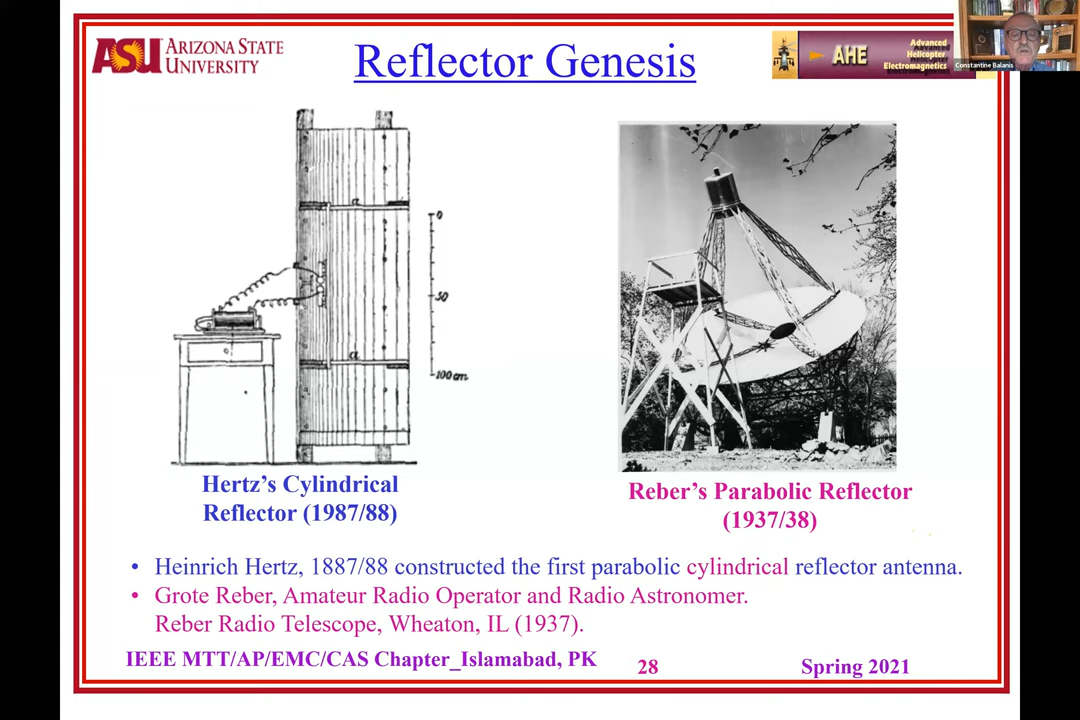 ASU ARIZONA STATE
UNIVERSITY
Reflector Genesis
AHE
Advanced
Helicopter
Electromagnetics
Constantine Balanis
a
0
50
a
100 cm
Hertz's Cylindrical
Reflector (1987/88)
Reber's Parabolic Reflector
(1937/38)
• Heinrich Hertz, 1887/88 constructed the first parabolic cylindrical reflector antenna.
• Grote Reber, Amateur Radio Operator and Radio Astronomer.
Reber Radio Telescope, Wheaton, IL (1937).
IEEE MTT/AP/EMC/CAS Chapter_Islamabad, PK
28
Spring 2021